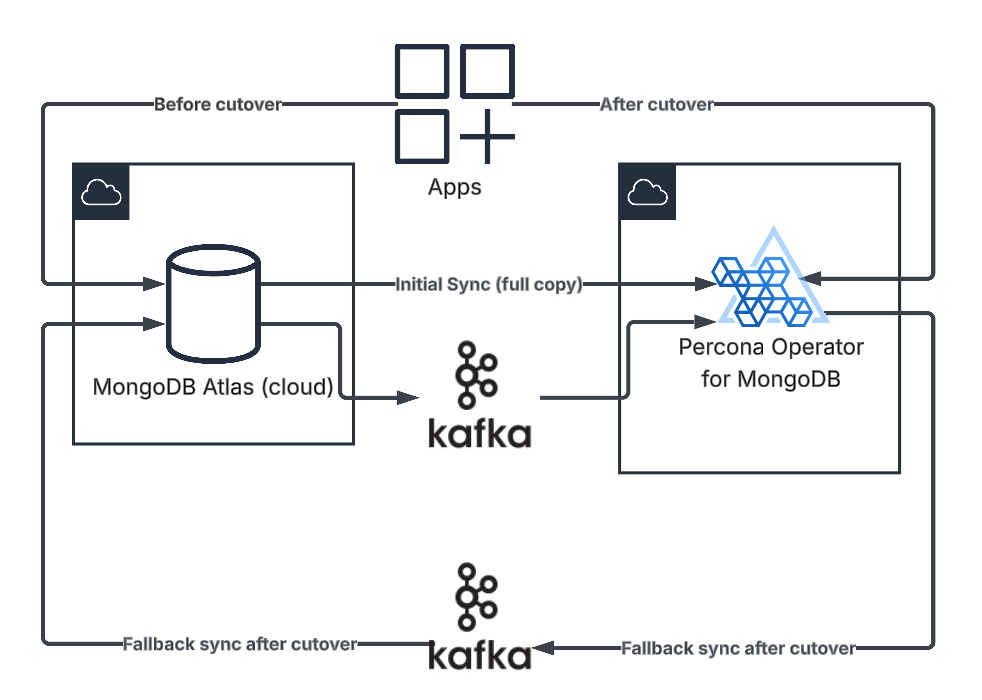 Before cutover
After cutover
Apps
Initial Sync (full copy)
MongoDB Atlas (cloud)
Percona Operator
for MongoDB
kafka
Fallback sync after cutover
kafka
Fallback sync after cutover